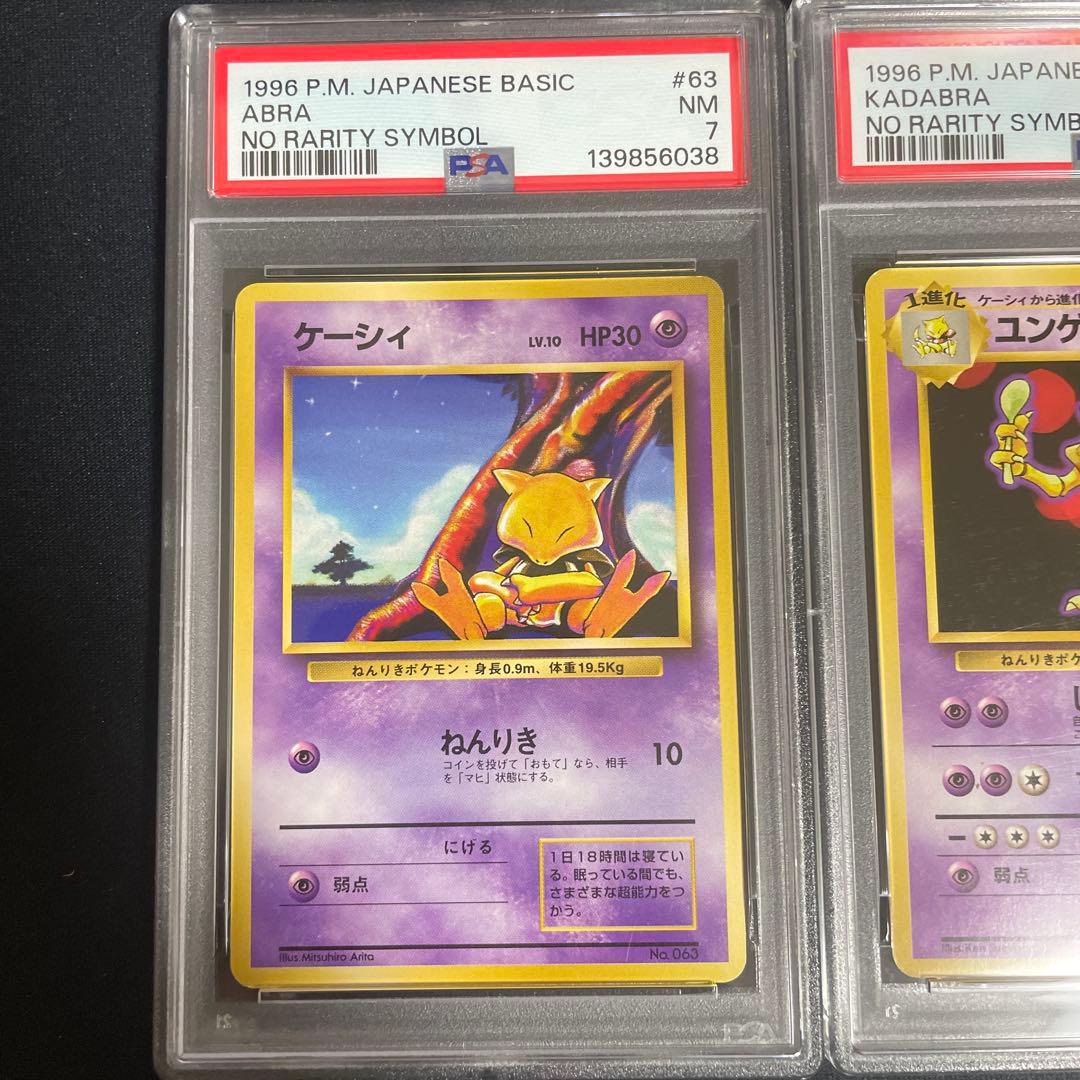 1996 P.M. JAPANESE BASIC #63
ABRA NM
NO RARITY SYMBOL 7
PSA 139856038
ケーシィ LV.10 HP30
ねんりきポケモン：身長0.9m、体重19.5Kg
ねんりき 10
コインを投げて「おもて」なら、相手
を「マヒ」状態にする。
にげる
弱点
1日18時間は寝てい
る。眠っている間でも、
さまざまな超能力をつ
かう。
Illus.Mitsuhiro Arita No. 063
1996 P.M. JAPANE
KADABRA
NO RARITY SYMB
1進化 ケーシィから進化
ユンゲ
ねんりきポケ
弱点